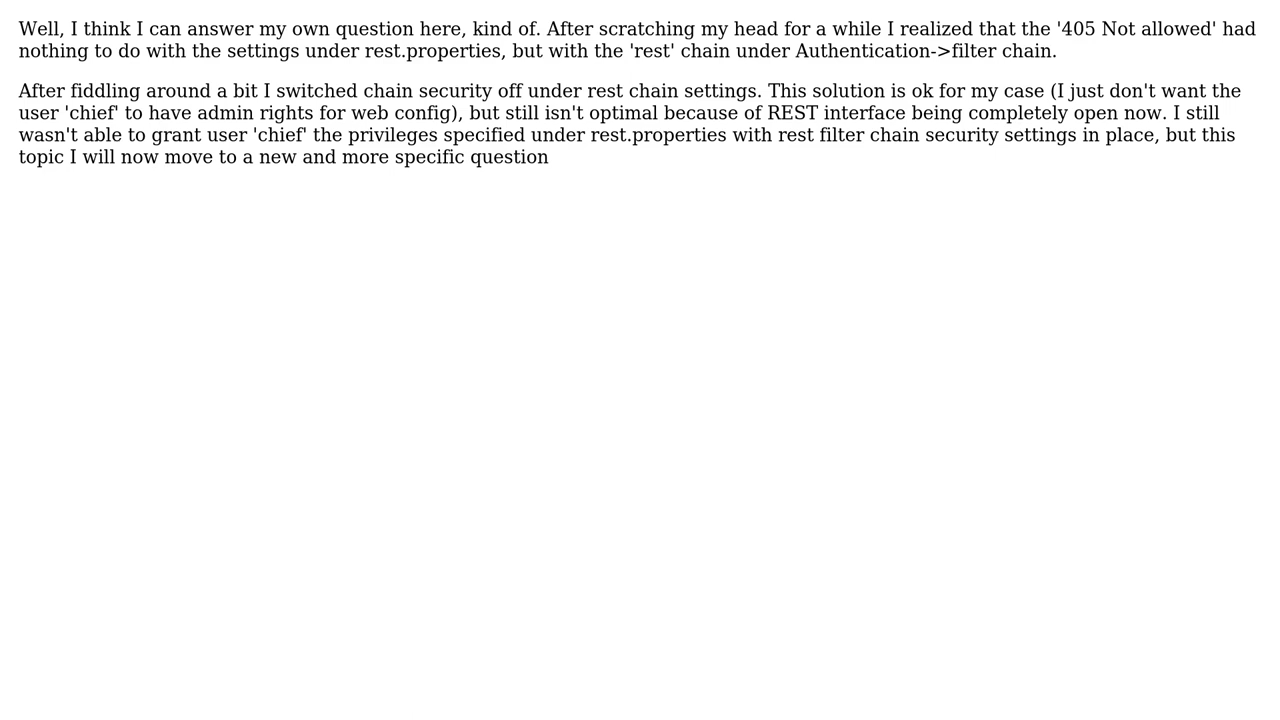 Well, I think I can answer my own question here, kind of. After scratching my head for a while I realized that the '405 Not allowed' had
nothing to do with the settings under rest.properties, but with the 'rest' chain under Authentication->filter chain.
After fiddling around a bit I switched chain security off under rest chain settings. This solution is ok for my case (I just don't want the
user 'chief' to have admin rights for web config), but still isn't optimal because of REST interface being completely open now. I still
wasn't able to grant user 'chief' the privileges specified under rest.properties with rest filter chain security settings in place, but this
topic I will now move to a new and more specific question